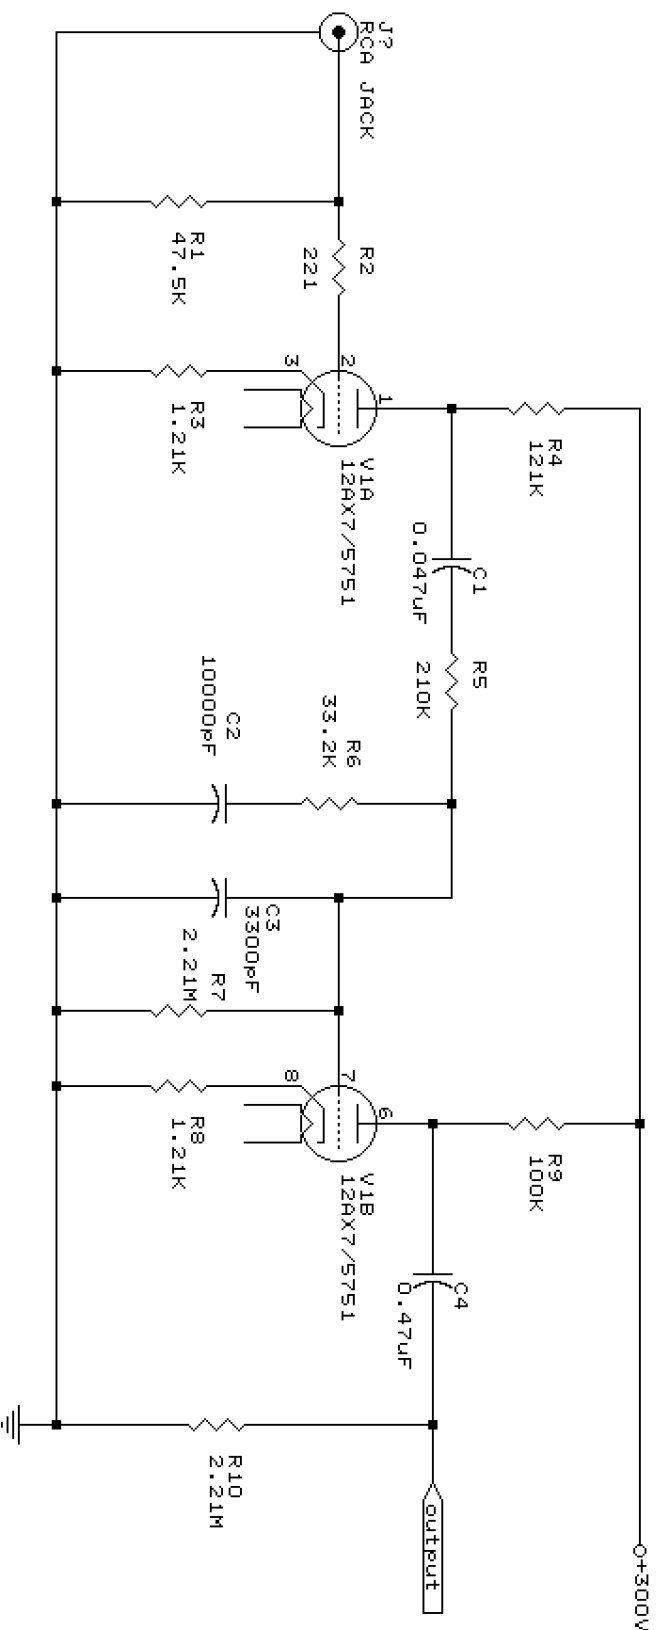 J?
RCA JACK
R1
47.5K
R2
221
R3
1.21K
2
3
1
V1A
12AX7/5751
R4
121K
C1
0.047uF
R5
210K
R6
33.2K
C2
10000pF
C3
3300pF
R7
2.21M
7
8
6
V1B
12AX7/5751
R8
1.21K
R9
100K
C4
0.47uF
R10
2.21M
output
+300V